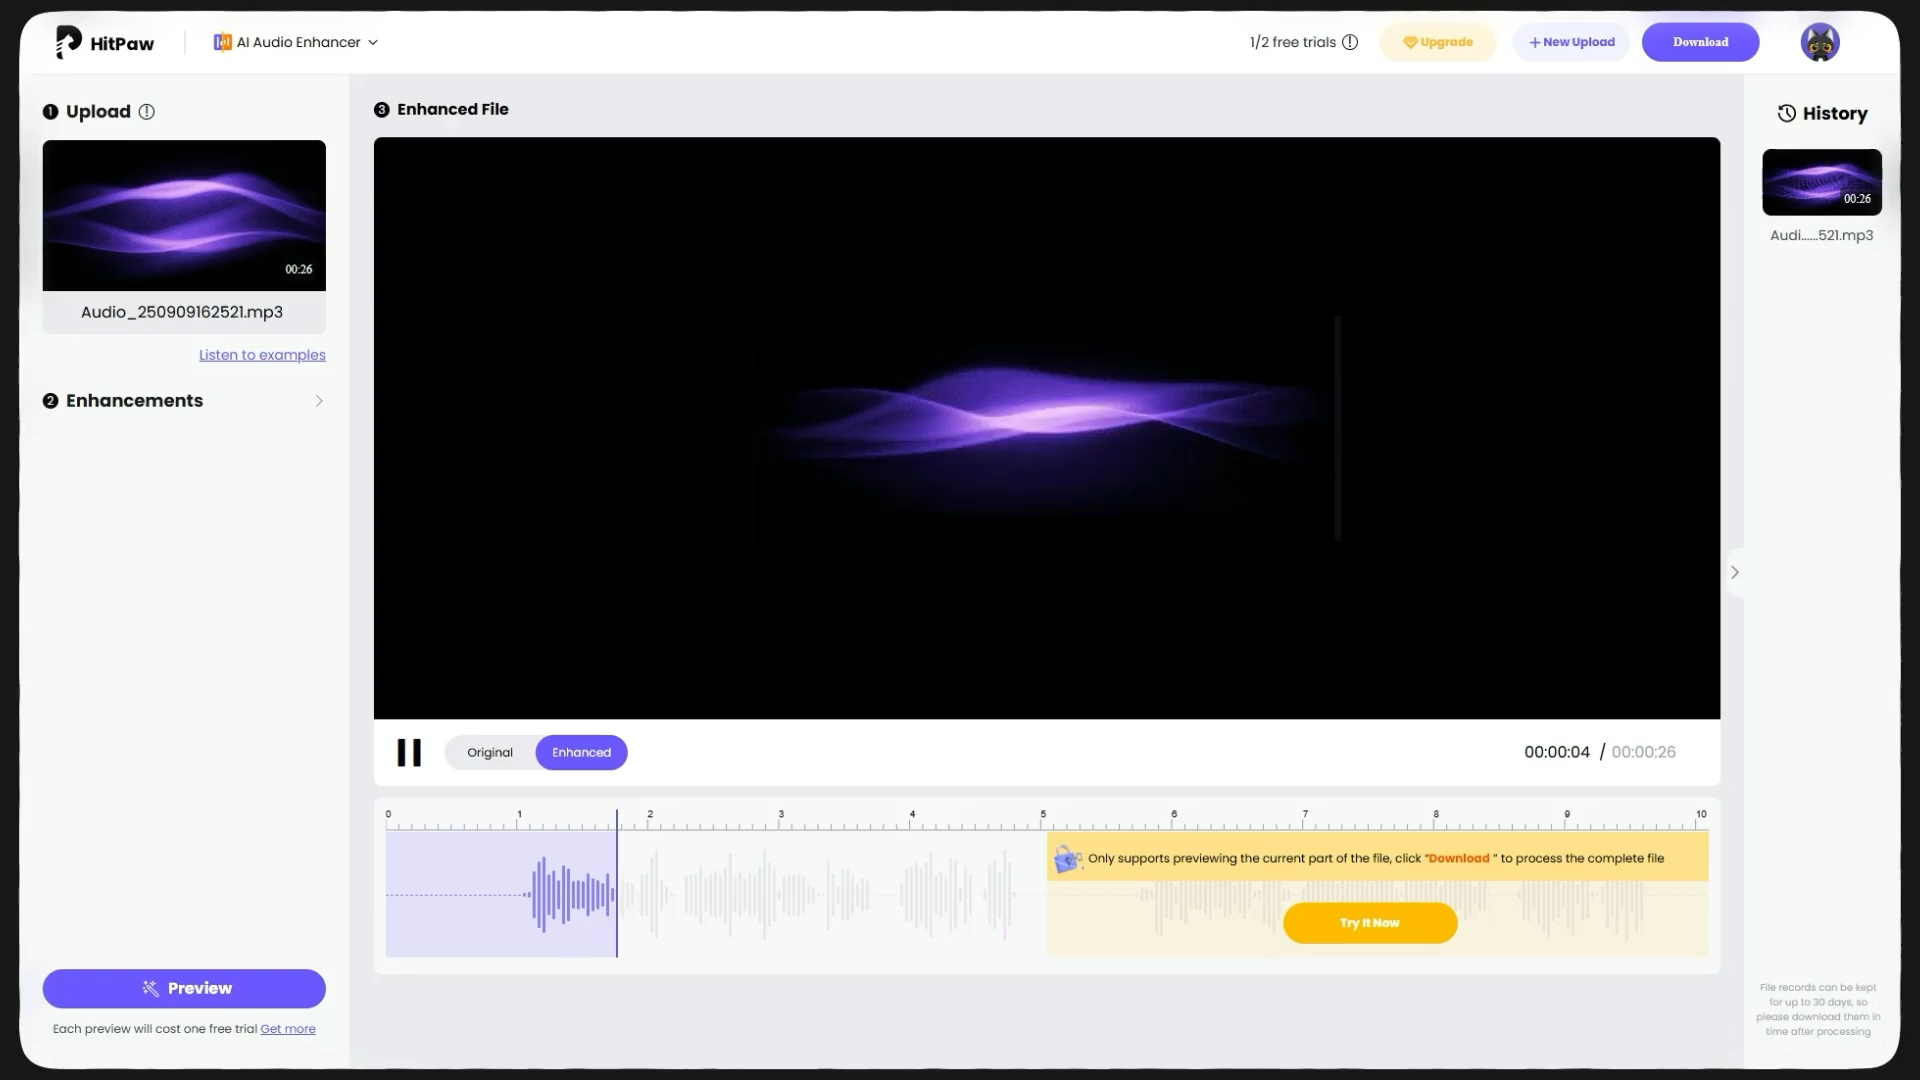 HitPaw
AI Audio Enhancer
1/2 free trials
Upgrade
+ New Upload
Download
1 Upload
00:26
Audio_250909162521.mp3
Listen to examples
2 Enhancements
Preview
Each preview will cost one free trial Get more
3 Enhanced File
Original
Enhanced
00:00:04 / 00:00:26
0 1 2 3 4 5 6 7 8 9 10
Only supports previewing the current part of the file, click "Download " to process the complete file
Try It Now
History
00:26
Audi......521.mp3
File records can be kept
for up to 30 days, so
please download them in
time after processing